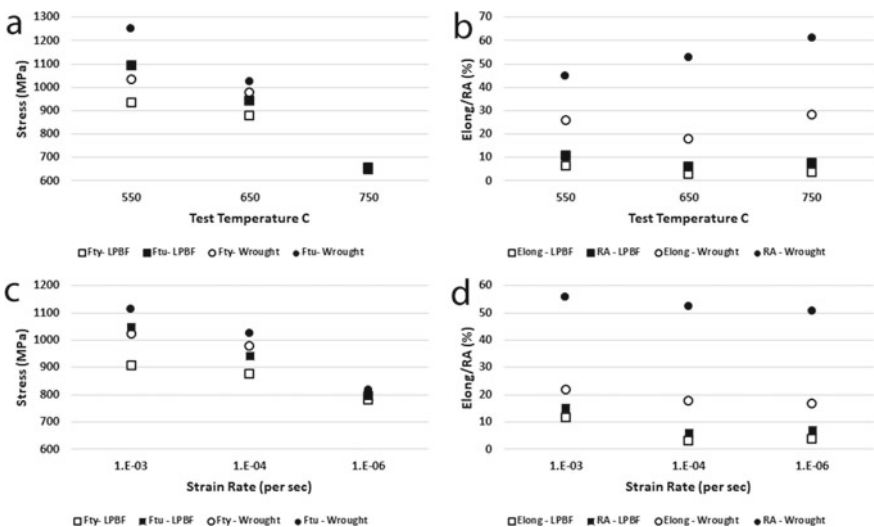 a
1300
1200
1100
1000
900
800
700
600
Stress (MPa)
550 650 750
Test Temperature C
□ Fty- LPBF ■ Ftu- LPBF ○ Fty- Wrought ● Ftu- Wrought
b
70
60
50
40
30
20
10
0
Elong/RA (%)
550 650 750
Test Temperature C
□ Elong - LPBF ■ RA - LPBF ○ Elong - Wrought ● RA - Wrought
c
1200
1100
1000
900
800
700
600
Stress (MPa)
1.E-03 1.E-04 1.E-06
Strain Rate (per sec)
□ Fty- LPBF ■ Ftu - LPBF ○ Fty - Wrought ● Ftu - Wrought
d
60
50
40
30
20
10
0
Elong/RA (%)
1.E-03 1.E-04 1.E-06
Strain Rate (per sec)
□ Elong - LPBF ■ RA - LPBF ○ Elong - Wrought ● RA - Wrought